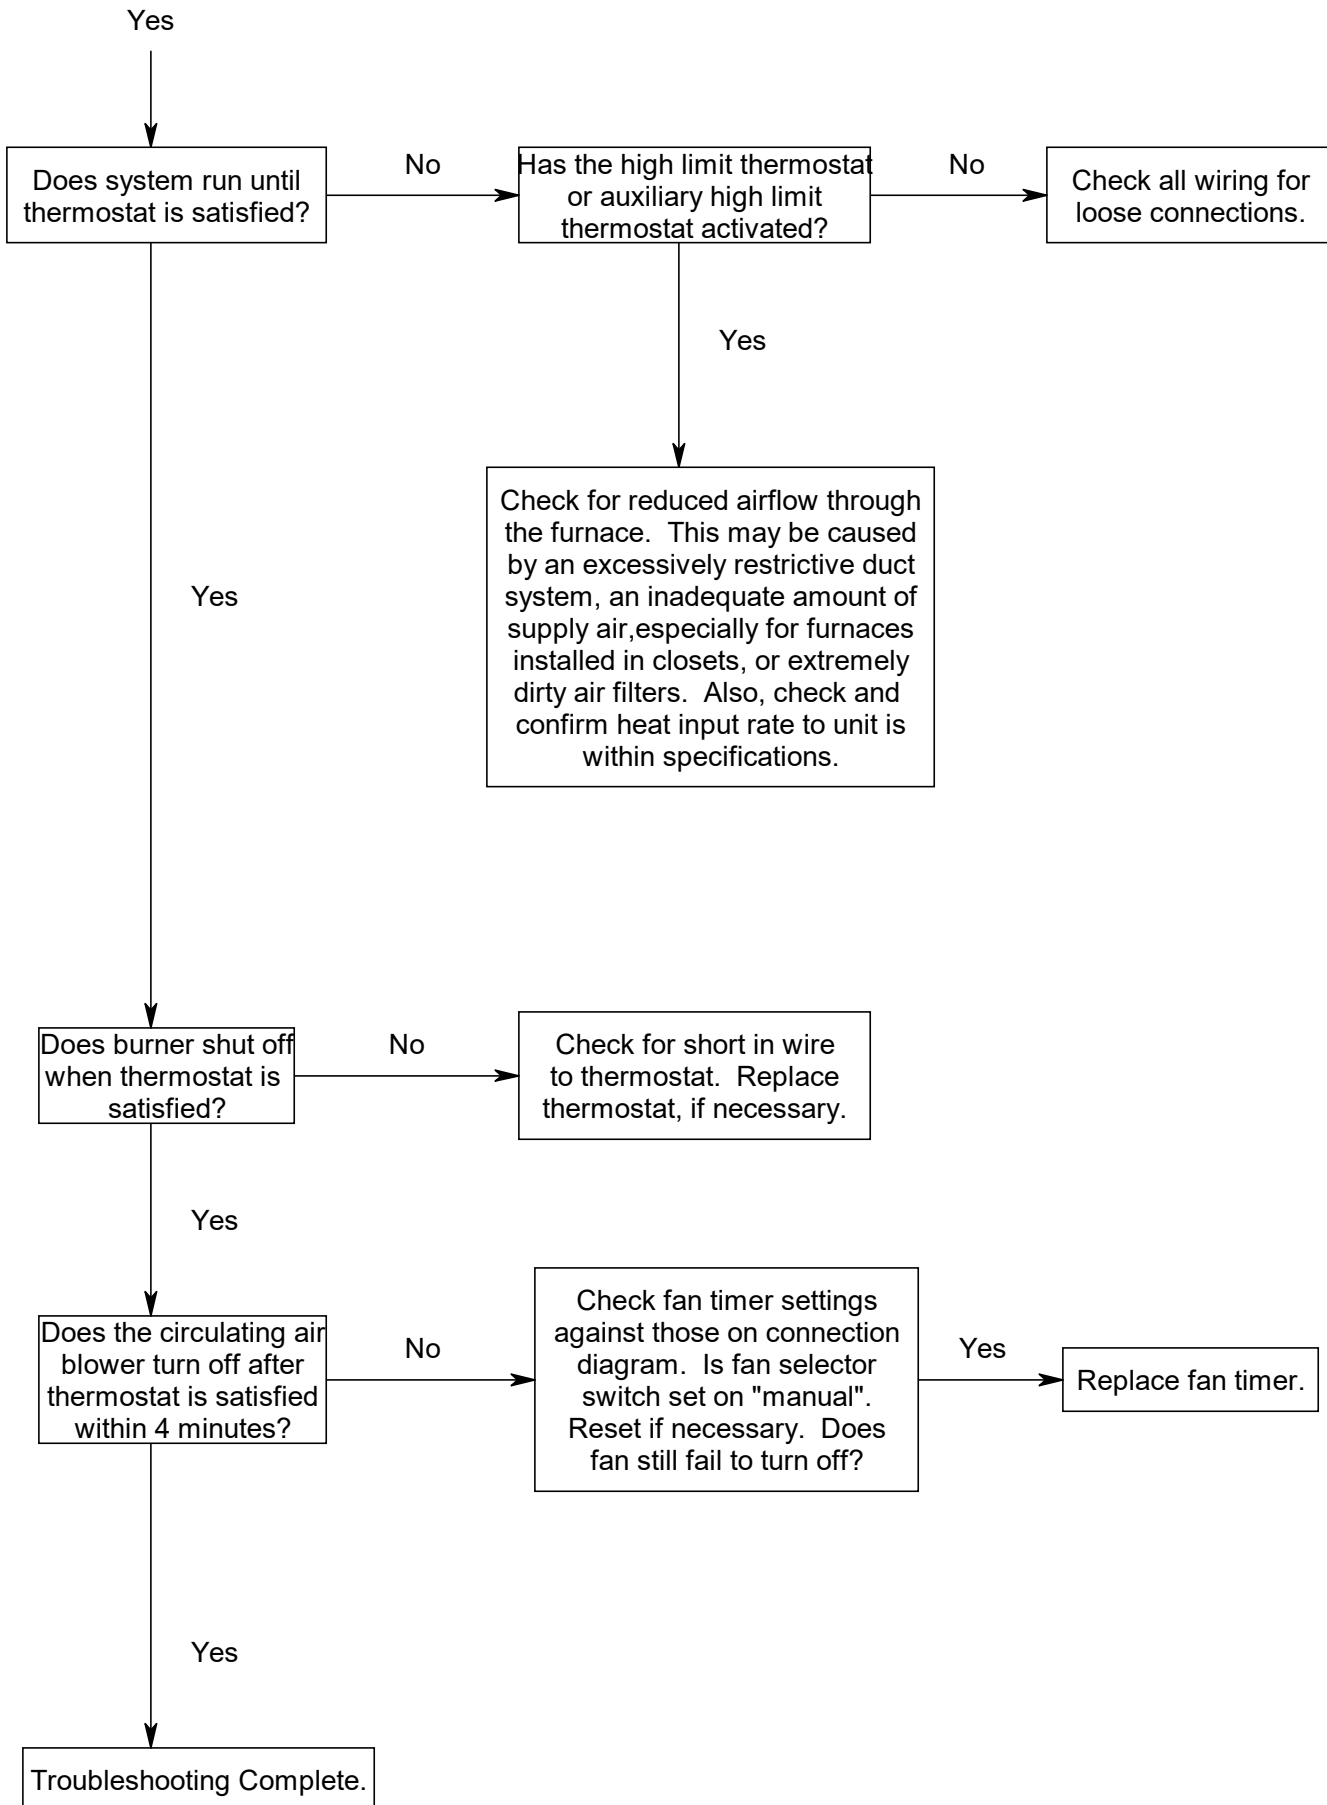 Yes
Does system run until
thermostat is satisfied?
No
Has the high limit thermostat
or auxiliary high limit
thermostat activated?
No
Check all wiring for
loose connections.
Yes
Check for reduced airflow through
the furnace.  This may be caused
by an excessively restrictive duct
system, an inadequate amount of
supply air,especially for furnaces
installed in closets, or extremely
dirty air filters.  Also, check and
confirm heat input rate to unit is
within specifications.
Yes
Does burner shut off
when thermostat is
satisfied?
No
Check for short in wire
to thermostat.  Replace
thermostat, if necessary.
Yes
Does the circulating air
blower turn off after
thermostat is satisfied
within 4 minutes?
No
Check fan timer settings
against those on connection
diagram.  Is fan selector
switch set on "manual".
Reset if necessary.  Does
fan still fail to turn off?
Yes
Replace fan timer.
Yes
Troubleshooting Complete.